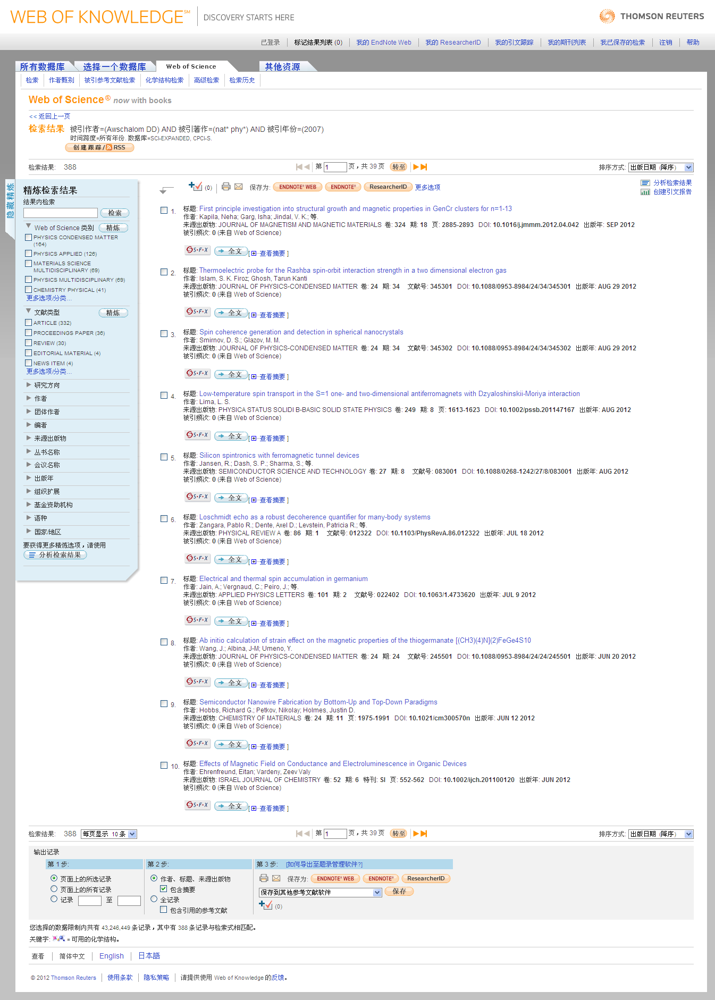 WEB OF KNOWLEDGE℠ DISCOVERY STARTS HERE
THOMSON REUTERS
已登录 标记结果列表 (0) 我的 EndNote Web 我的 ResearcherID 我的引文跟踪 我的期刊列表 我已保存的检索 注销 帮助
所有数据库 选择一个数据库 Web of Science 其他资源
检索 作者甄别 被引参考文献检索 化学结构检索 高级检索 检索历史
Web of Science® now with books
<< 返回上一页
检索结果 被引作者=(Awschalom DD) AND 被引著作=(nat* phy*) AND 被引年份=(2007)
时间跨度=所有年份. 数据库=SCI-EXPANDED, CPCI-S.
创建跟踪 / RSS
检索结果: 388 第 1 页，共 39 页 转至 排序方式: 出版日期 (降序)
隐藏精炼
精炼检索结果
结果内检索
检索
Web of Science 类别 精炼
PHYSICS CONDENSED MATTER (164)
PHYSICS APPLIED (126)
MATERIALS SCIENCE MULTIDISCIPLINARY (69)
PHYSICS MULTIDISCIPLINARY (69)
CHEMISTRY PHYSICAL (41)
更多选项/分类...
文献类型 精炼
ARTICLE (332)
PROCEEDINGS PAPER (36)
REVIEW (30)
EDITORIAL MATERIAL (4)
NEWS ITEM (4)
更多选项/分类...
研究方向
作者
团体作者
编者
来源出版物
丛书名称
会议名称
出版年
组织扩展
基金资助机构
语种
国家/地区
要获得更多精炼选项，请使用
分析检索结果
(0) 保存为: ENDNOTE® WEB ENDNOTE® ResearcherID 更多选项
分析检索结果
创建引文报告
1. 标题: First principle investigation into structural growth and magnetic properties in GenCr clusters for n=1-13
作者: Kapila, Neha; Garg, Isha; Jindal, V. K.; 等.
来源出版物: JOURNAL OF MAGNETISM AND MAGNETIC MATERIALS 卷: 324 期: 18 页: 2885-2893 DOI: 10.1016/j.jmmm.2012.04.042 出版年: SEP 2012
被引频次: 0 (来自 Web of Science)
S·F·X 全文 [ 查看摘要 ]
2. 标题: Thermoelectric probe for the Rashba spin-orbit interaction strength in a two dimensional electron gas
作者: Islam, S. K. Firoz; Ghosh, Tarun Kanti
来源出版物: JOURNAL OF PHYSICS-CONDENSED MATTER 卷: 24 期: 34 文献号: 345301 DOI: 10.1088/0953-8984/24/34/345301 出版年: AUG 29 2012
被引频次: 0 (来自 Web of Science)
S·F·X 全文 [ 查看摘要 ]
3. 标题: Spin coherence generation and detection in spherical nanocrystals
作者: Smirnov, D. S.; Glazov, M. M.
来源出版物: JOURNAL OF PHYSICS-CONDENSED MATTER 卷: 24 期: 34 文献号: 345302 DOI: 10.1088/0953-8984/24/34/345302 出版年: AUG 29 2012
被引频次: 0 (来自 Web of Science)
S·F·X 全文 [ 查看摘要 ]
4. 标题: Low-temperature spin transport in the S=1 one- and two-dimensional antiferromagnets with Dzyaloshinskii-Moriya interaction
作者: Lima, L. S.
来源出版物: PHYSICA STATUS SOLIDI B-BASIC SOLID STATE PHYSICS 卷: 249 期: 8 页: 1613-1623 DOI: 10.1002/pssb.201147167 出版年: AUG 2012
被引频次: 0 (来自 Web of Science)
S·F·X 全文 [ 查看摘要 ]
5. 标题: Silicon spintronics with ferromagnetic tunnel devices
作者: Jansen, R.; Dash, S. P.; Sharma, S.; 等.
来源出版物: SEMICONDUCTOR SCIENCE AND TECHNOLOGY 卷: 27 期: 8 文献号: 083001 DOI: 10.1088/0268-1242/27/8/083001 出版年: AUG 2012
被引频次: 0 (来自 Web of Science)
S·F·X 全文 [ 查看摘要 ]
6. 标题: Loschmidt echo as a robust decoherence quantifier for many-body systems
作者: Zangara, Pablo R.; Dente, Axel D.; Levstein, Patricia R.; 等.
来源出版物: PHYSICAL REVIEW A 卷: 86 期: 1 文献号: 012322 DOI: 10.1103/PhysRevA.86.012322 出版年: JUL 18 2012
被引频次: 0 (来自 Web of Science)
S·F·X 全文 [ 查看摘要 ]
7. 标题: Electrical and thermal spin accumulation in germanium
作者: Jain, A.; Vergnaud, C.; Peiro, J.; 等.
来源出版物: APPLIED PHYSICS LETTERS 卷: 101 期: 2 文献号: 022402 DOI: 10.1063/1.4733620 出版年: JUL 9 2012
被引频次: 0 (来自 Web of Science)
S·F·X 全文 [ 查看摘要 ]
8. 标题: Ab initio calculation of strain effect on the magnetic properties of the thiogermanate [(CH3)(4)N](2)FeGe4S10
作者: Wang, J.; Albina, J-M; Umeno, Y.
来源出版物: JOURNAL OF PHYSICS-CONDENSED MATTER 卷: 24 期: 24 文献号: 245501 DOI: 10.1088/0953-8984/24/24/245501 出版年: JUN 20 2012
被引频次: 0 (来自 Web of Science)
S·F·X 全文 [ 查看摘要 ]
9. 标题: Semiconductor Nanowire Fabrication by Bottom-Up and Top-Down Paradigms
作者: Hobbs, Richard G.; Petkov, Nikolay; Holmes, Justin D.
来源出版物: CHEMISTRY OF MATERIALS 卷: 24 期: 11 页: 1975-1991 DOI: 10.1021/cm300570n 出版年: JUN 12 2012
被引频次: 0 (来自 Web of Science)
S·F·X 全文 [ 查看摘要 ]
10. 标题: Effects of Magnetic Field on Conductance and Electroluminescence in Organic Devices
作者: Ehrenfreund, Eitan; Vardeny, Zeev Valy
来源出版物: ISRAEL JOURNAL OF CHEMISTRY 卷: 52 期: 6 特刊: SI 页: 552-562 DOI: 10.1002/ijch.201100120 出版年: JUN 2012
被引频次: 0 (来自 Web of Science)
S·F·X 全文 [ 查看摘要 ]
检索结果: 388 每页显示 10 条 第 1 页，共 39 页 转至 排序方式: 出版日期 (降序)
输出记录
第 1 步: 第 2 步: 第 3 步: [如何导出至题录管理软件?]
页面上的所选记录
页面上的所有记录
记录 至
作者、标题、来源出版物
包含摘要
全记录
包含引用的参考文献
保存为: ENDNOTE® WEB ENDNOTE® ResearcherID
保存到其他参考文献软件 保存
(0)
您选择的数据限制内共有 43,246,449 条记录，其中有 388 条记录与检索式相匹配。
关键字: = 可用的化学结构。
查看 简体中文 English 日本語
© 2012 Thomson Reuters 使用条款 隐私策略 请提供使用 Web of Knowledge 的反馈。